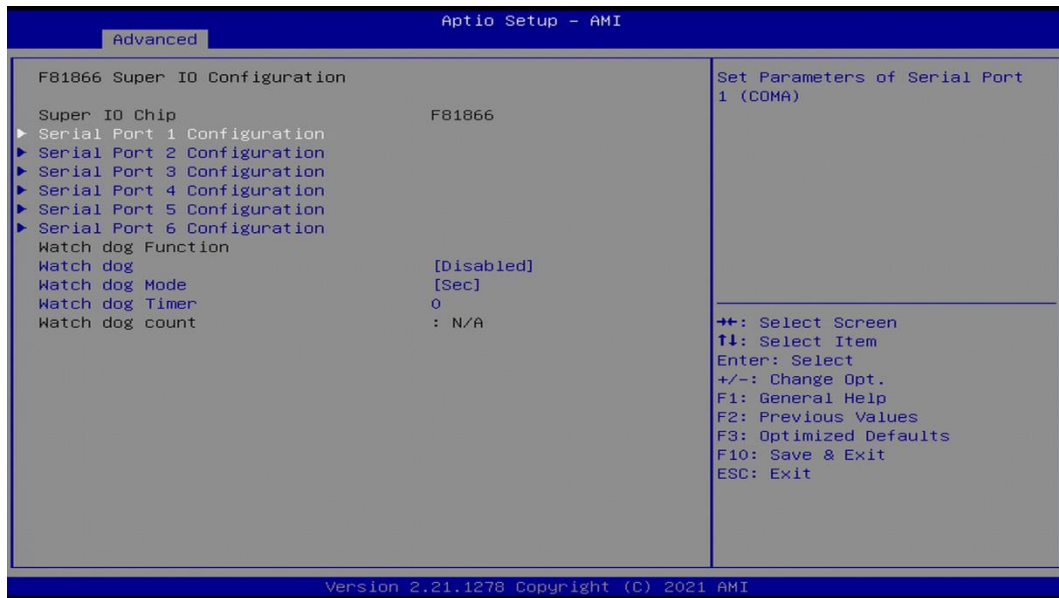 Aptio Setup – AMI
Advanced
F81866 Super IO Configuration
Super IO Chip F81866
▶ Serial Port 1 Configuration
▶ Serial Port 2 Configuration
▶ Serial Port 3 Configuration
▶ Serial Port 4 Configuration
▶ Serial Port 5 Configuration
▶ Serial Port 6 Configuration
Watch dog Function
Watch dog [Disabled]
Watch dog Mode [Sec]
Watch dog Timer 0
Watch dog count : N/A
Set Parameters of Serial Port
1 (COMA)
→←: Select Screen
↑↓: Select Item
Enter: Select
+/-: Change Opt.
F1: General Help
F2: Previous Values
F3: Optimized Defaults
F10: Save & Exit
ESC: Exit
Version 2.21.1278 Copyright (C) 2021 AMI